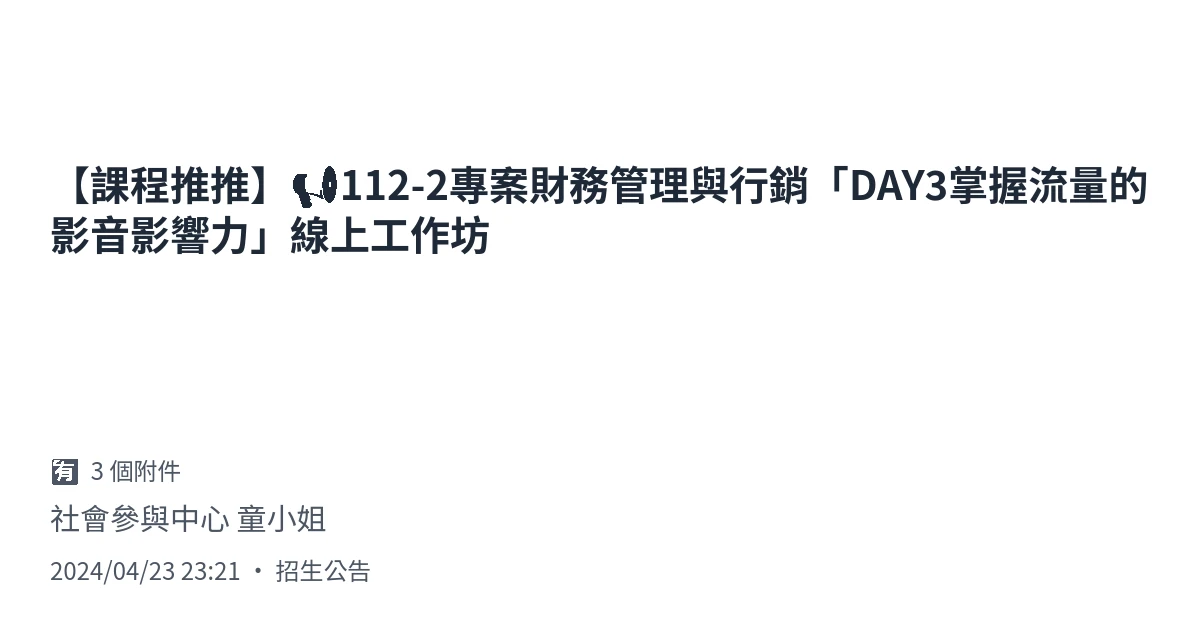 【課程推推】📢112-2專案財務管理與行銷「DAY3掌握流量的
影音影響力」線上工作坊
🈶 3 個附件
社會參與中心 童小姐
2024/04/23 23:21 • 招生公告